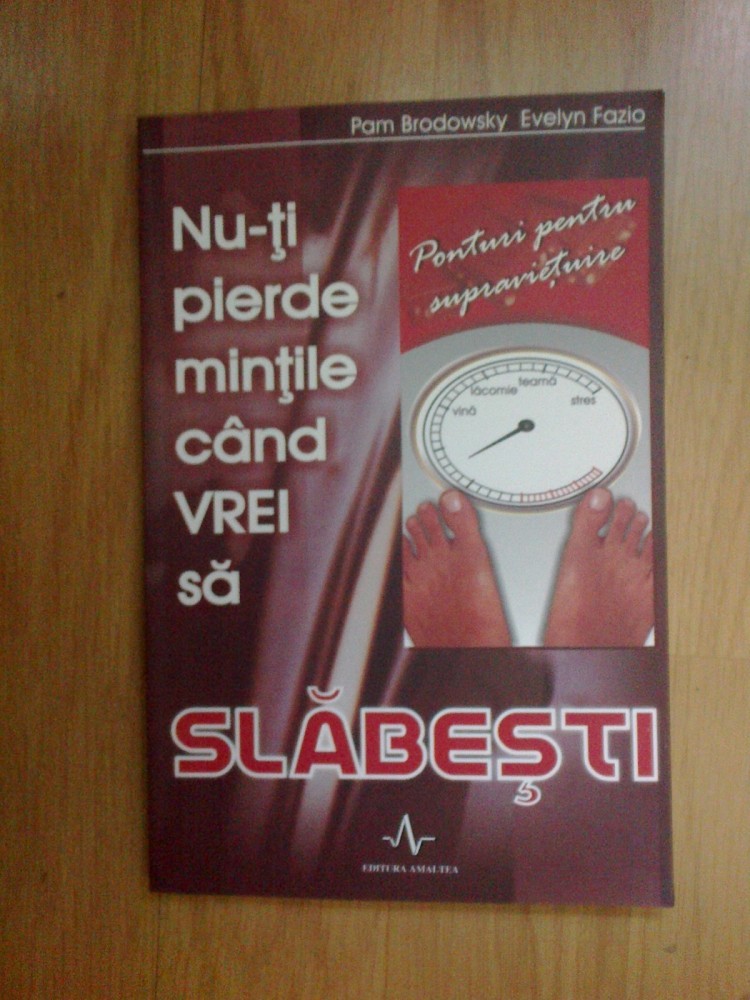 Pam Brodowsky Evelyn Fazio
Nu-ţi
pierde
minţile
când
VREI
să
SLĂBEŞTI
Ponturi pentru
supravieţuire
vină
lăcomie
teamă
stres
EDITURA AMALTEA